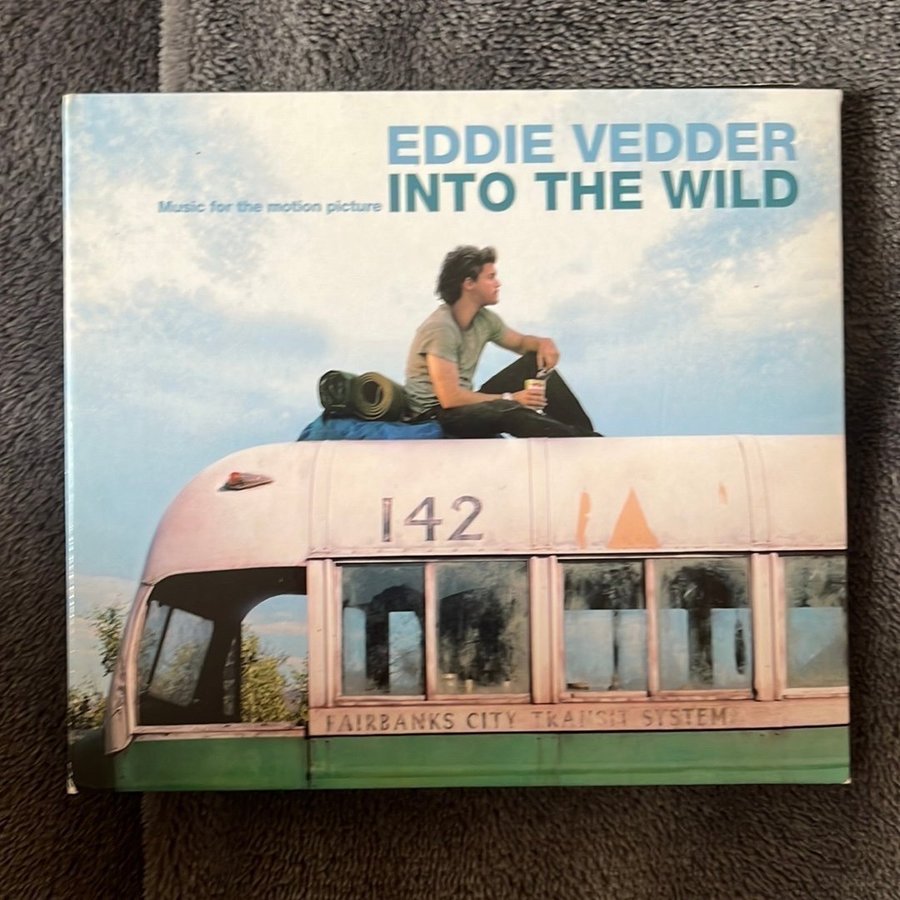 EDDIE VEDDER
Music for the motion picture INTO THE WILD
142
FAIRBANKS CITY TRANSIT SYSTEM